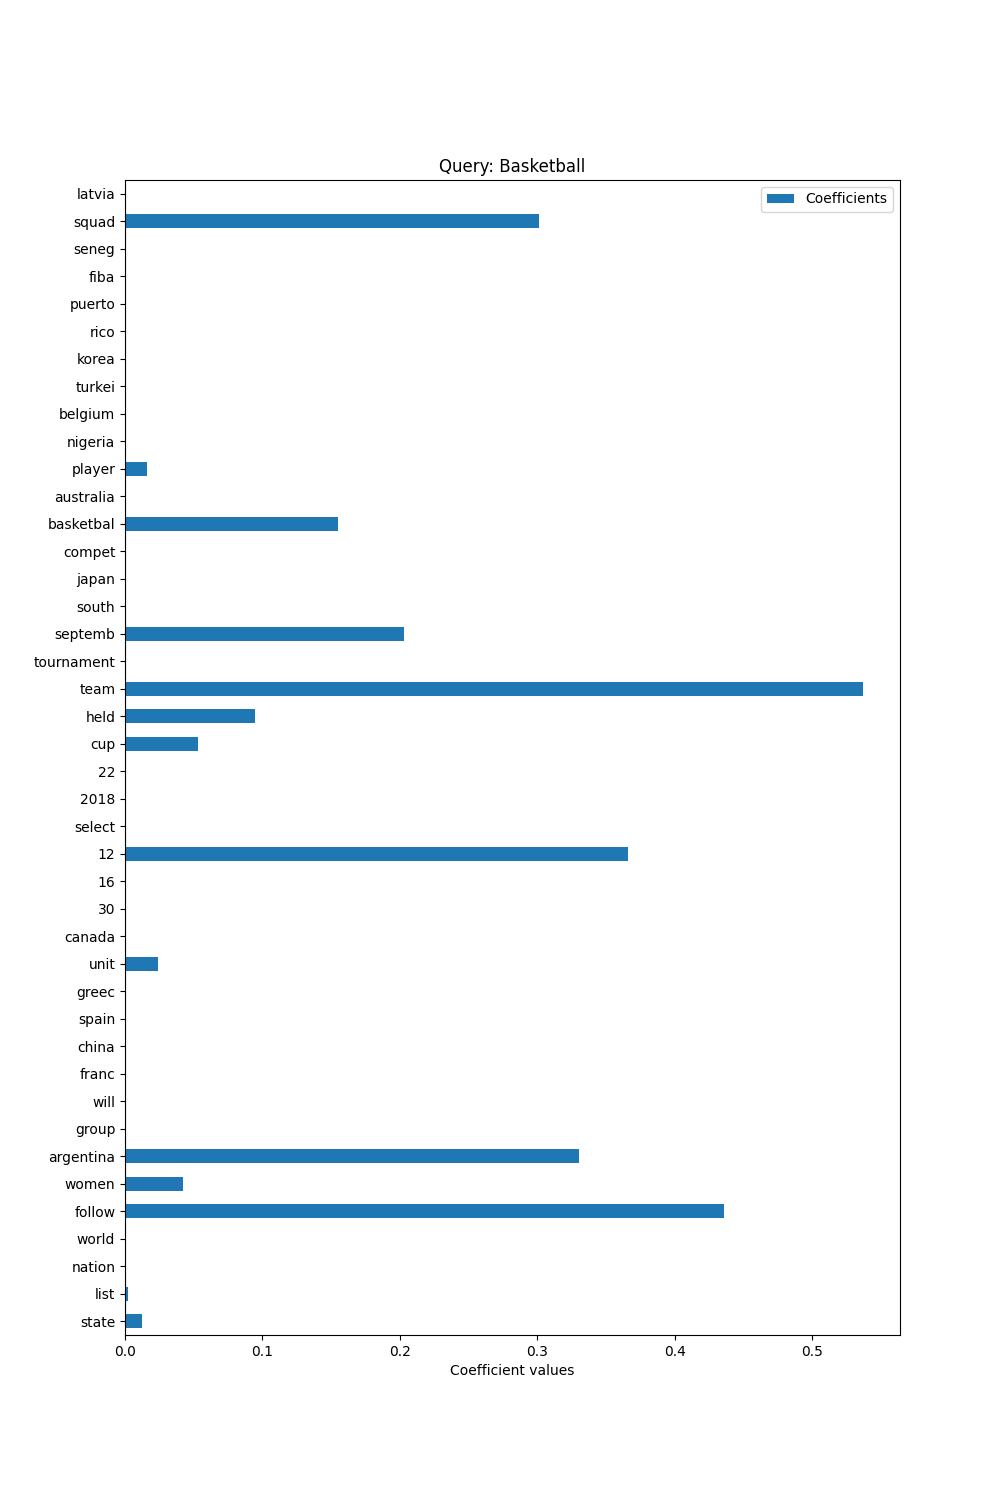 Query: Basketball
Coefficients
latvia
squad
seneg
fiba
puerto
rico
korea
turkei
belgium
nigeria
player
australia
basketbal
compet
japan
south
septemb
tournament
team
held
cup
22
2018
select
12
16
30
canada
unit
greec
spain
china
franc
will
group
argentina
women
follow
world
nation
list
state
0.0 0.1 0.2 0.3 0.4 0.5
Coefficient values